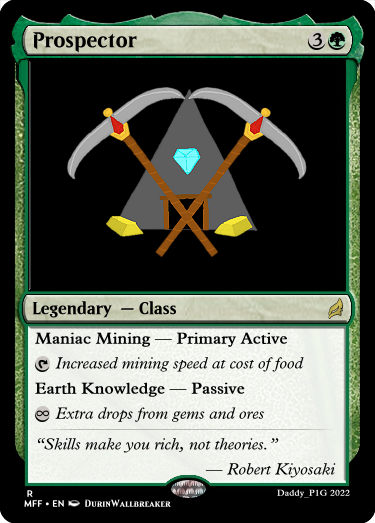 Prospector 3
Legendary — Class
Maniac Mining — Primary Active
Increased mining speed at cost of food
Earth Knowledge — Passive
Extra drops from gems and ores
“Skills make you rich, not theories.”
— Robert Kiyosaki
R
MFF • EN DurinWallbreaker
Daddy_P1G 2022